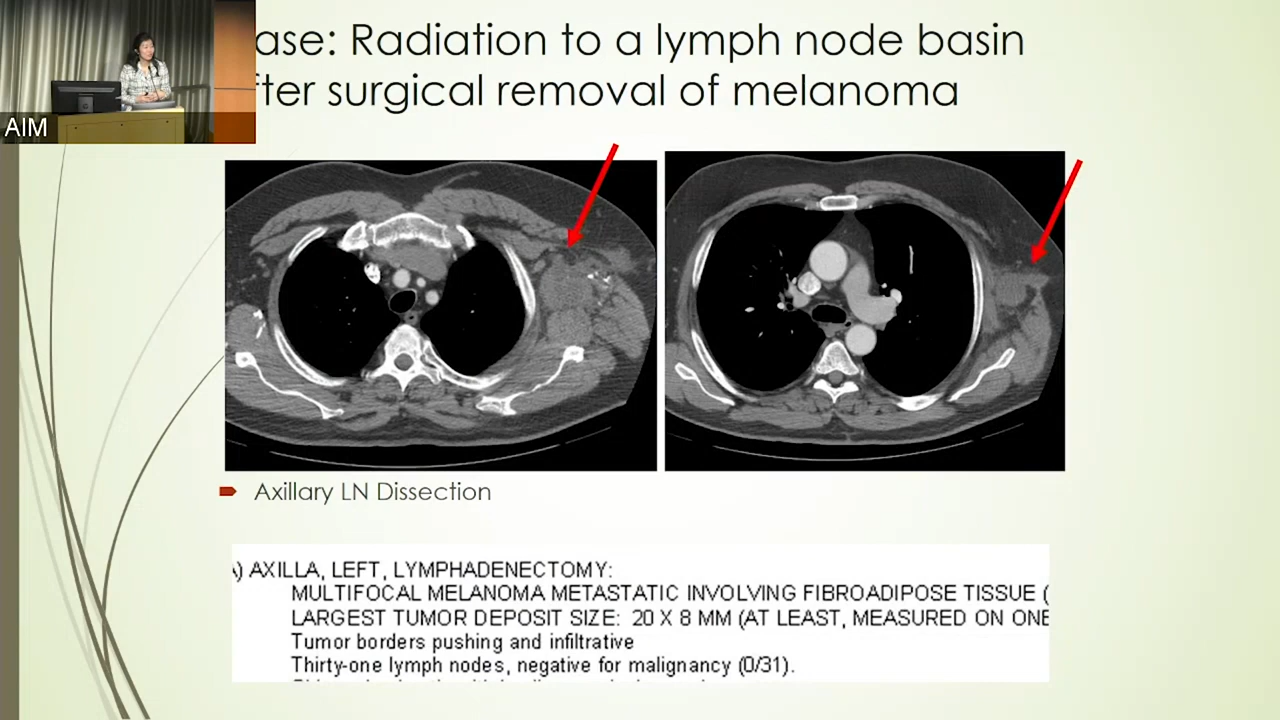 ase: Radiation to a lymph node basin
fter surgical removal of melanoma
AIM
Axillary LN Dissection
A) AXILLA, LEFT, LYMPHADENECTOMY:
MULTIFOCAL MELANOMA METASTATIC INVOLVING FIBROADIPOSE TISSUE (
LARGEST TUMOR DEPOSIT SIZE: 20 X 8 MM (AT LEAST, MEASURED ON ONE
Tumor borders pushing and infiltrative
Thirty-one lymph nodes, negative for malignancy (0/31).